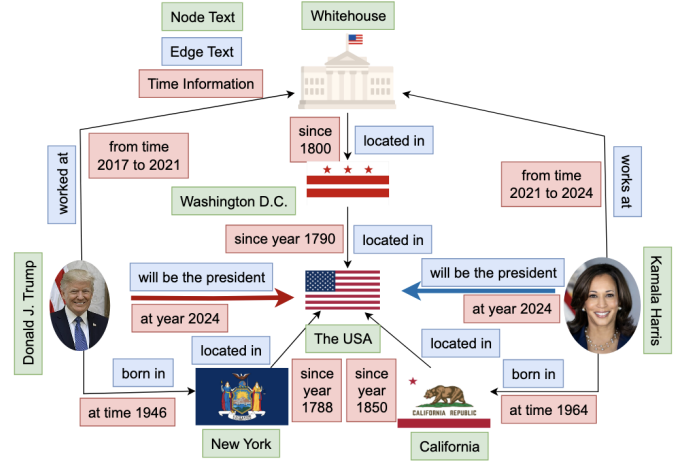 Node Text
Whitehouse
Edge Text
Time Information
since
1800
located in
from time
2017 to 2021
from time
2021 to 2024
worked at
works at
Washington D.C.
since year 1790
located in
Donald J. Trump
will be the president
at year 2024
will be the president
at year 2024
Kamala Harris
The USA
located in
located in
born in
at time 1946
since
year
1788
since
year
1850
born in
at time 1964
CALIFORNIA REPUBLIC
New York
California